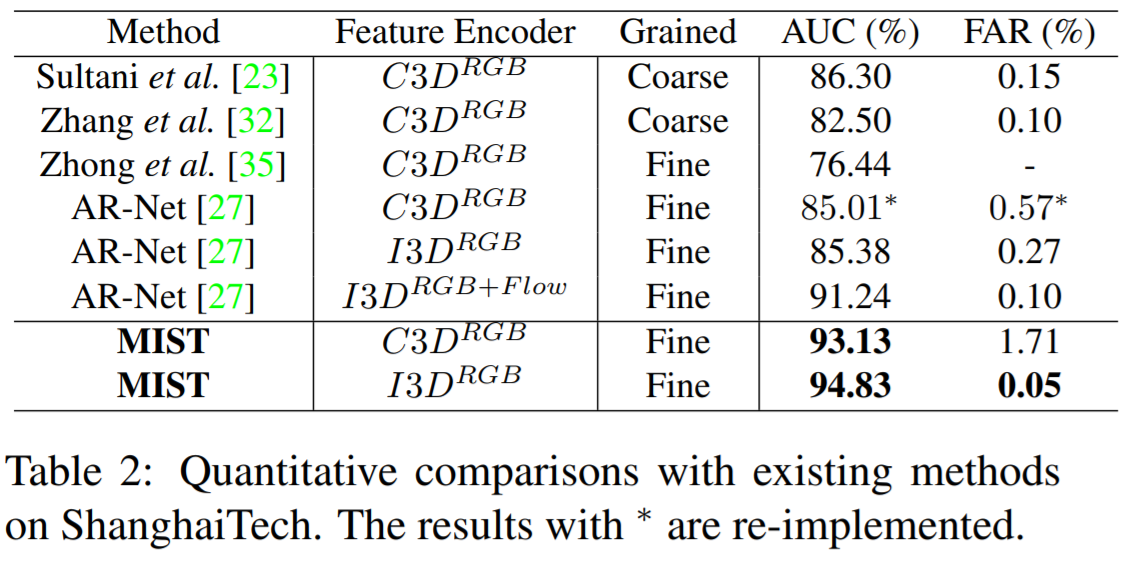 Method Feature Encoder Grained AUC (%) FAR (%)
Sultani et al. [23] C3D^RGB Coarse 86.30 0.15
Zhang et al. [32] C3D^RGB Coarse 82.50 0.10
Zhong et al. [35] C3D^RGB Fine 76.44 -
AR-Net [27] C3D^RGB Fine 85.01* 0.57*
AR-Net [27] I3D^RGB Fine 85.38 0.27
AR-Net [27] I3D^RGB+Flow Fine 91.24 0.10
MIST C3D^RGB Fine 93.13 1.71
MIST I3D^RGB Fine 94.83 0.05
Table 2: Quantitative comparisons with existing methods
on ShanghaiTech. The results with * are re-implemented.